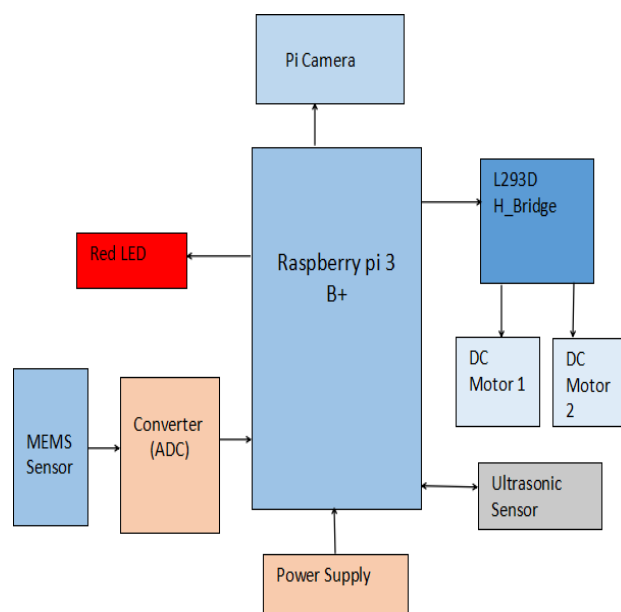 Pi Camera
L293D
H_Bridge
Red LED
Raspberry pi 3
B+
DC
Motor 1
DC
Motor
2
MEMS
Sensor
Converter
(ADC)
Ultrasonic
Sensor
Power Supply